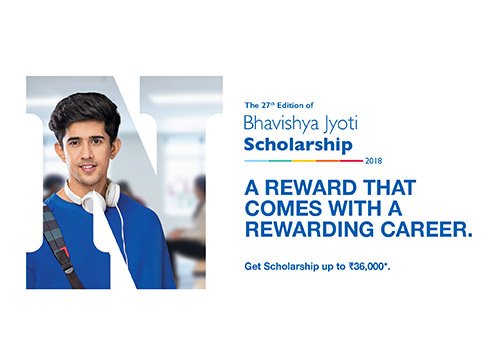 The 27th Edition of
Bhavishya Jyoti
Scholarship
2018
A REWARD THAT
COMES WITH A
REWARDING CAREER.
Get Scholarship up to ₹36,000*.